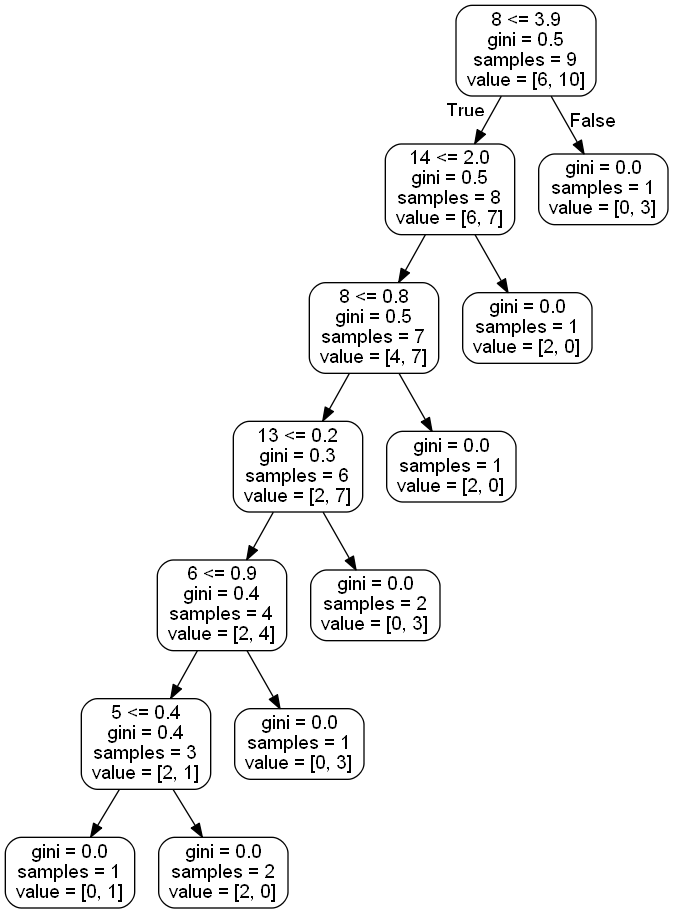 8 <= 3.9
gini = 0.5
samples = 9
value = [6, 10]
True
False
14 <= 2.0
gini = 0.5
samples = 8
value = [6, 7]
gini = 0.0
samples = 1
value = [0, 3]
8 <= 0.8
gini = 0.5
samples = 7
value = [4, 7]
gini = 0.0
samples = 1
value = [2, 0]
13 <= 0.2
gini = 0.3
samples = 6
value = [2, 7]
gini = 0.0
samples = 1
value = [2, 0]
6 <= 0.9
gini = 0.4
samples = 4
value = [2, 4]
gini = 0.0
samples = 2
value = [0, 3]
5 <= 0.4
gini = 0.4
samples = 3
value = [2, 1]
gini = 0.0
samples = 1
value = [0, 3]
gini = 0.0
samples = 1
value = [0, 1]
gini = 0.0
samples = 2
value = [2, 0]